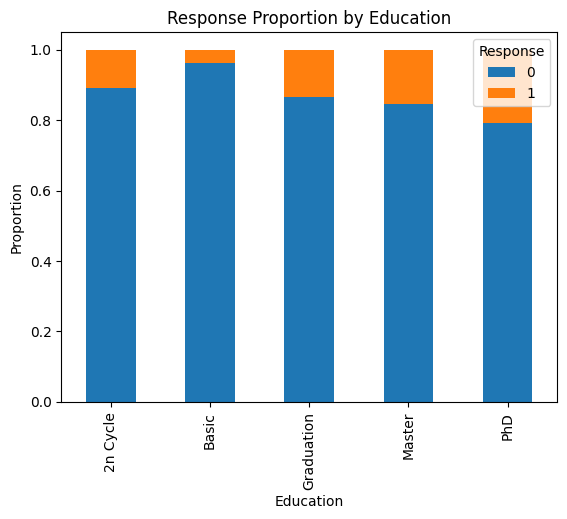 Response Proportion by Education
Response
0
1
Proportion
1.0
0.8
0.6
0.4
0.2
0.0
2n Cycle
Basic
Graduation
Master
PhD
Education